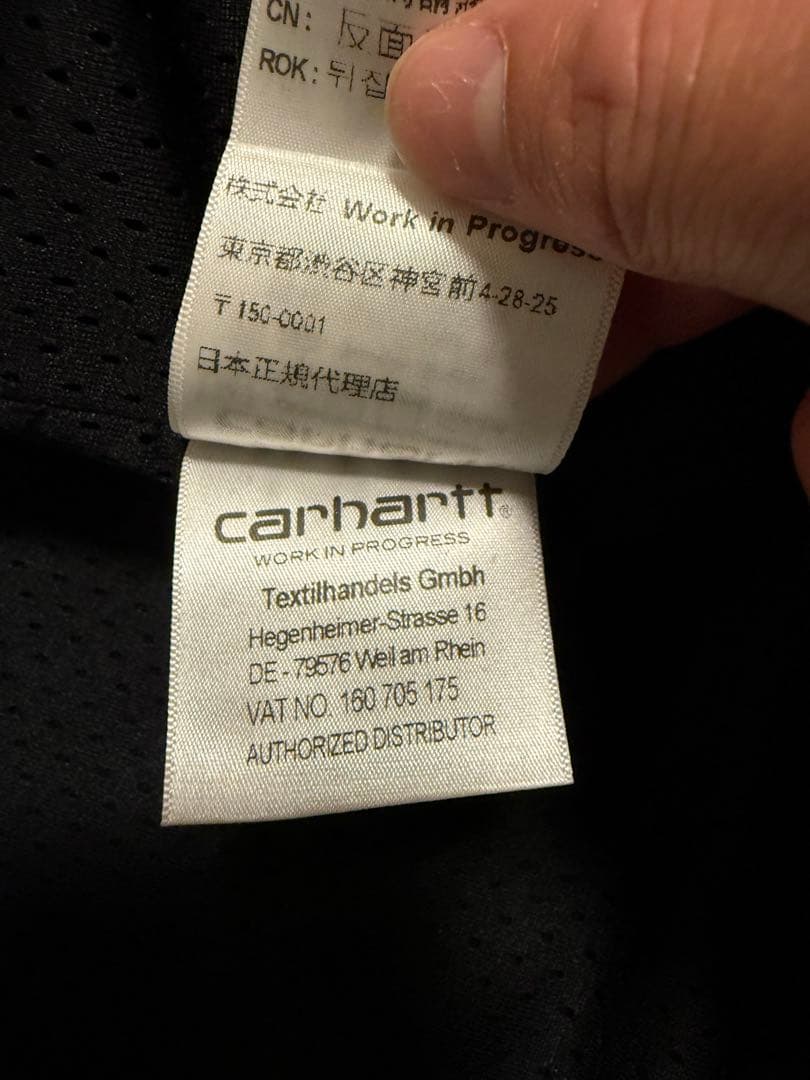 CN: 反面
ROK: 뒤집
株式会社 Work in Progress
東京都渋谷区神宮前4-28-25
〒150-0001
日本正規代理店
carhartt®
WORK IN PROGRESS
Textilhandels Gmbh
Hegenheimer-Strasse 16
DE - 79576 Weil am Rhein
VAT NO. 160 705 175
AUTHORIZED DISTRIBUTOR